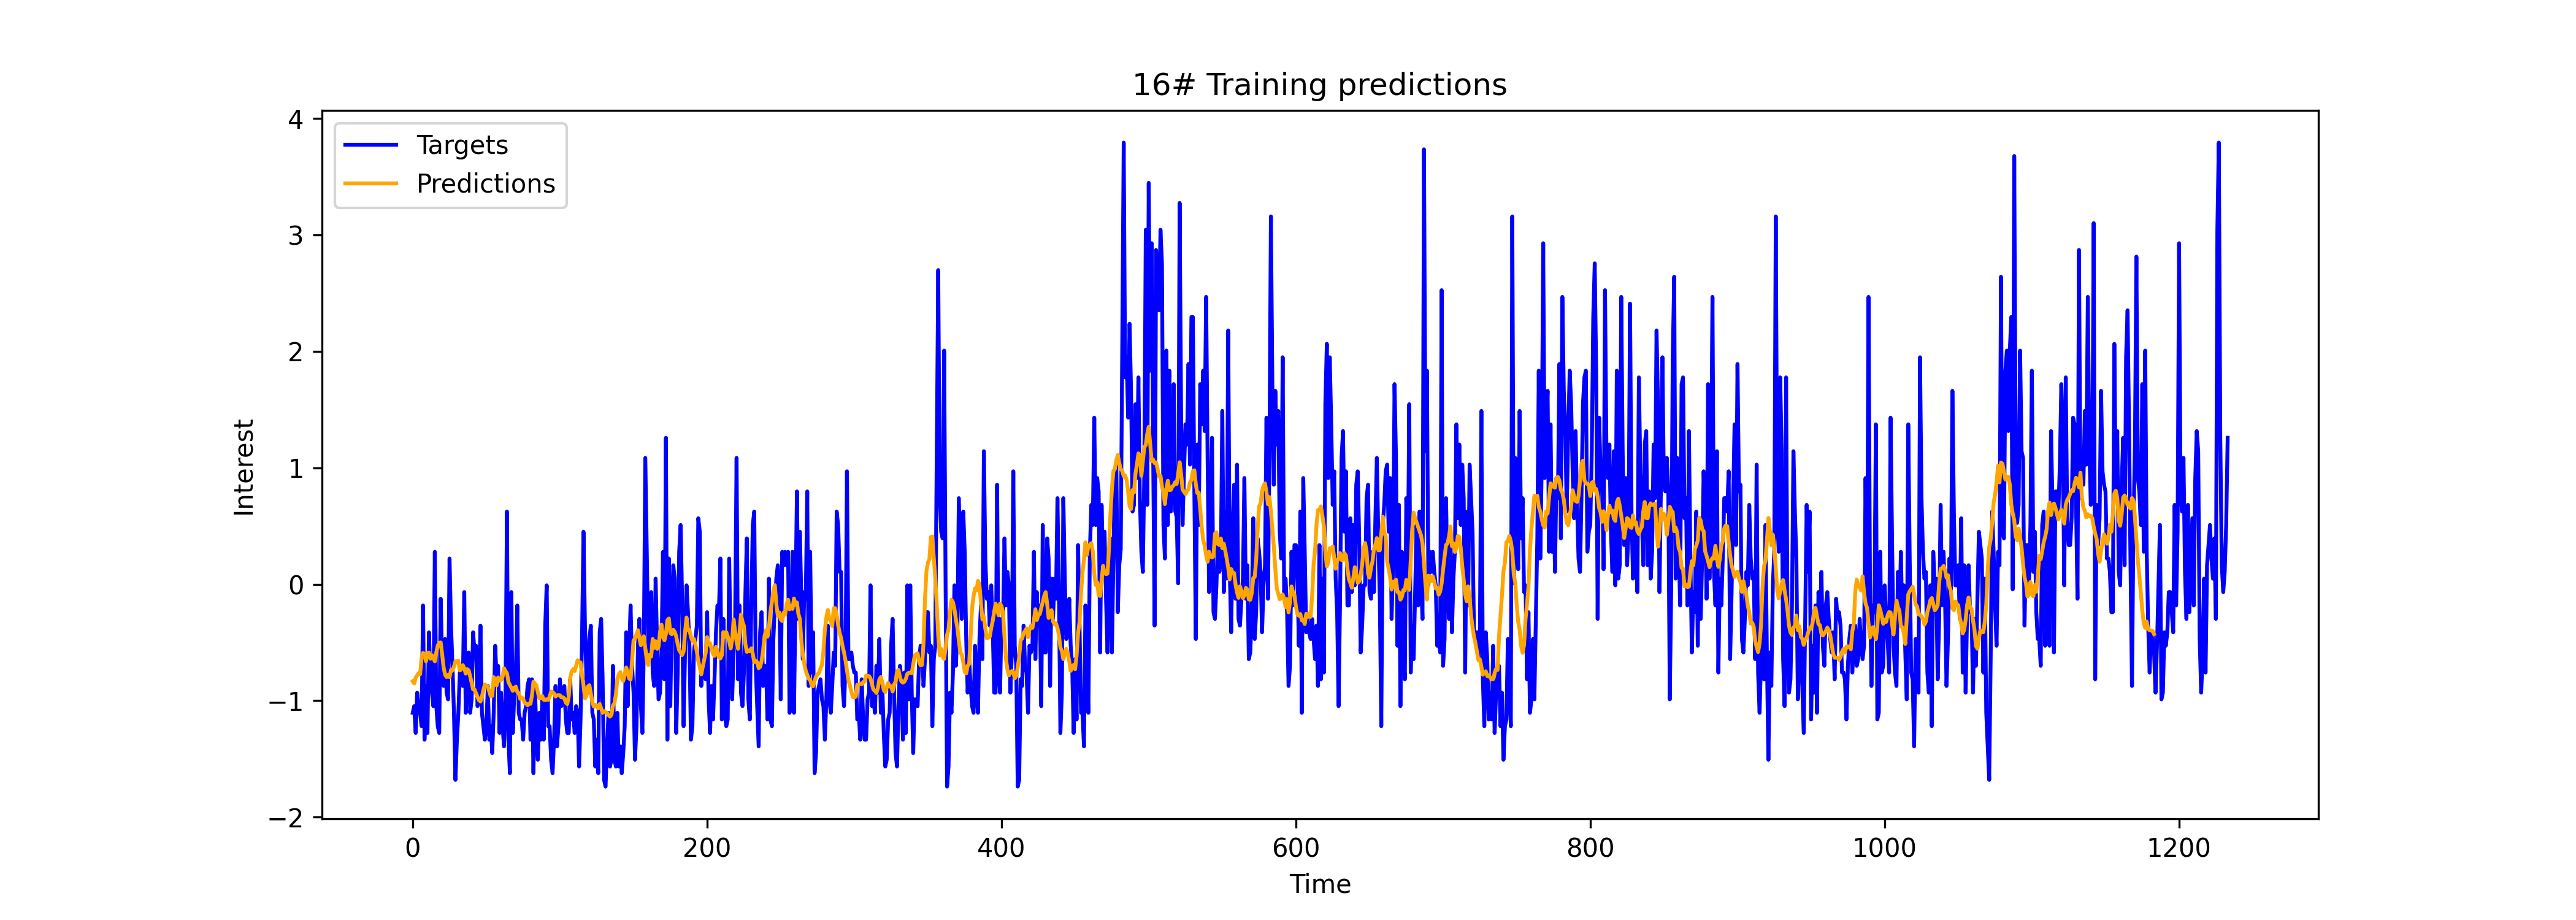 16# Training predictions
Targets
Predictions
4
3
2
1
0
−1
−2
Interest
0 200 400 600 800 1000 1200
Time